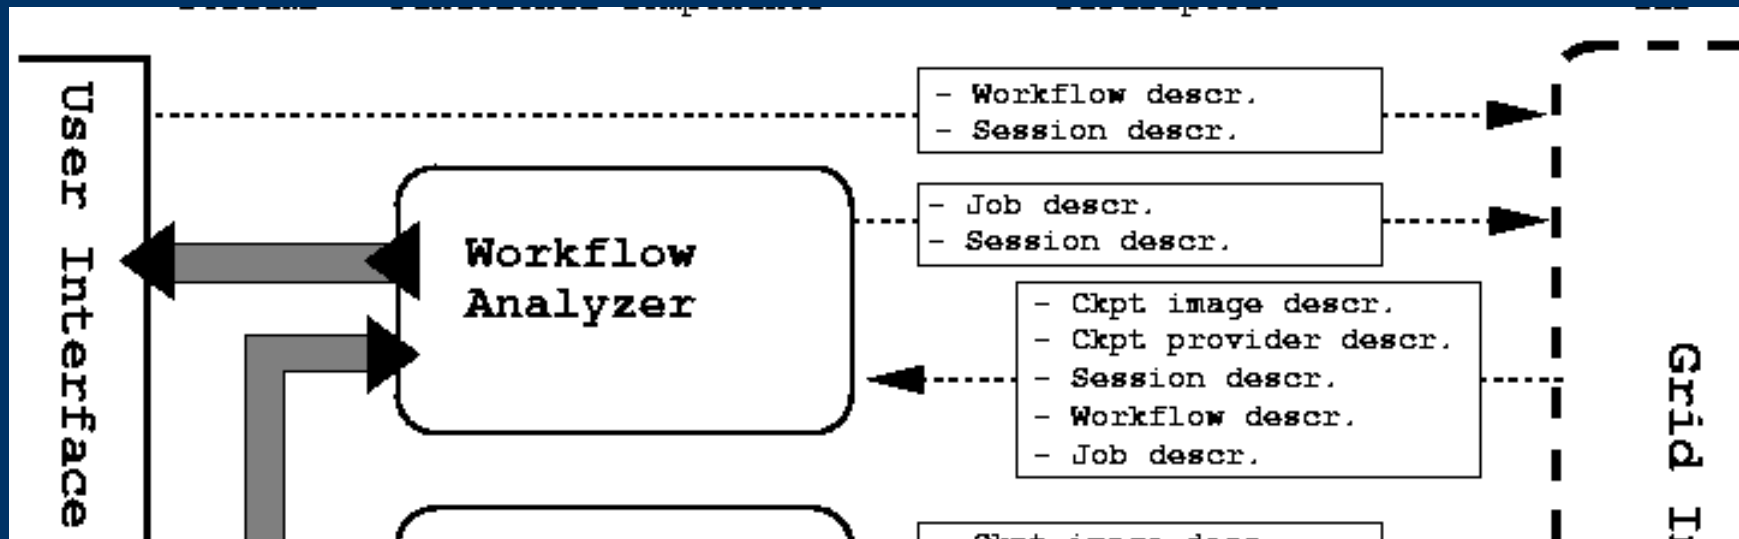 User Interface
- Workflow descr.
- Session descr.
Workflow
Analyzer
- Job descr.
- Session descr.
- Ckpt image descr.
- Ckpt provider descr.
- Session descr.
- Workflow descr.
- Job descr.
Grid